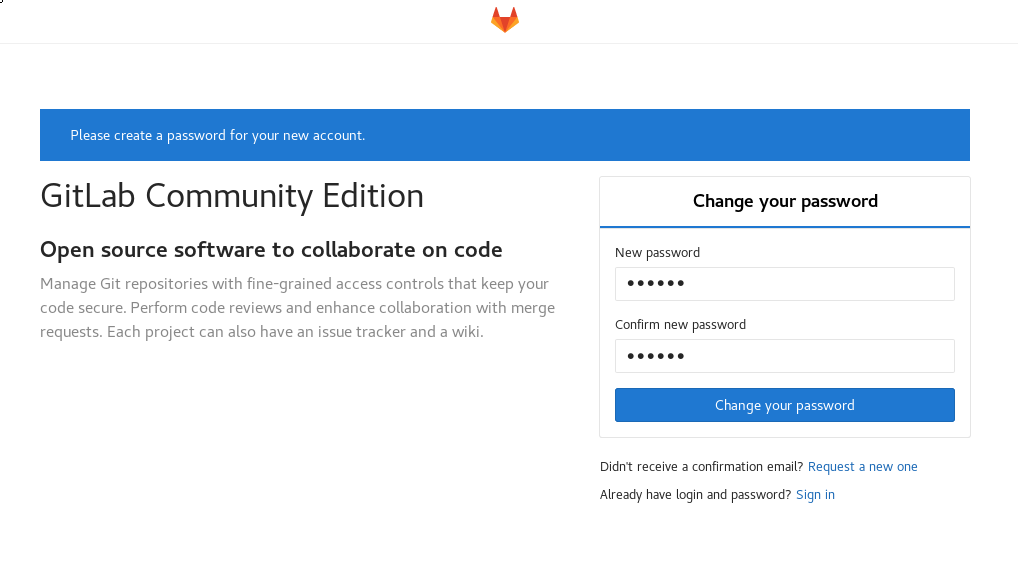 Please create a password for your new account.
GitLab Community Edition
Open source software to collaborate on code
Manage Git repositories with fine-grained access controls that keep your
code secure. Perform code reviews and enhance collaboration with merge
requests. Each project can also have an issue tracker and a wiki.
Change your password
New password
••••••
Confirm new password
••••••
Change your password
Didn't receive a confirmation email? Request a new one
Already have login and password? Sign in